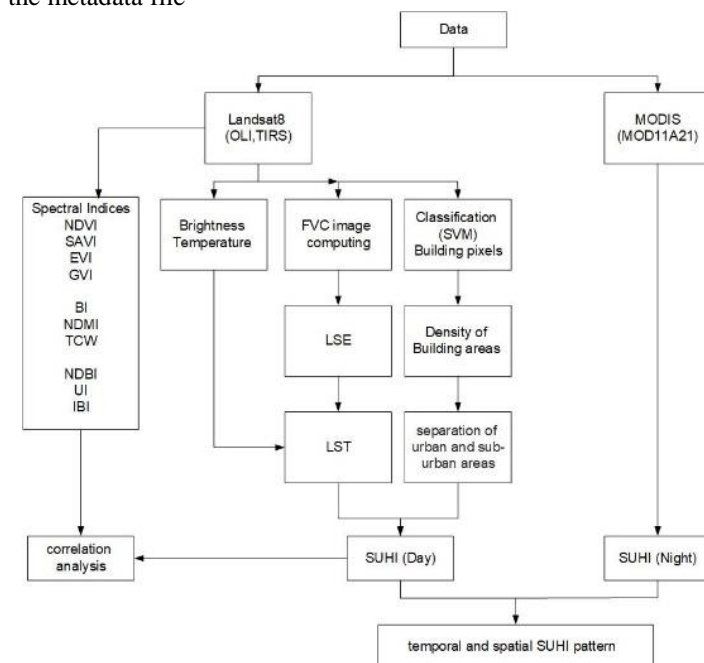 the metadata file
Data
Landsat8
(OLI,TIRS)
MODIS
(MOD11A21)
Spectral Indices
NDVI
SAVI
EVI
GVI
BI
NDMI
TCW
NDBI
UI
IBI
Brightness
Temperature
FVC image
computing
Classification
(SVM)
Building pixels
LSE
Density of
Building areas
LST
separation of
urban and sub-
urban areas
correlation
analysis
SUHI (Day)
SUHI (Night)
temporal and spatial SUHI pattern